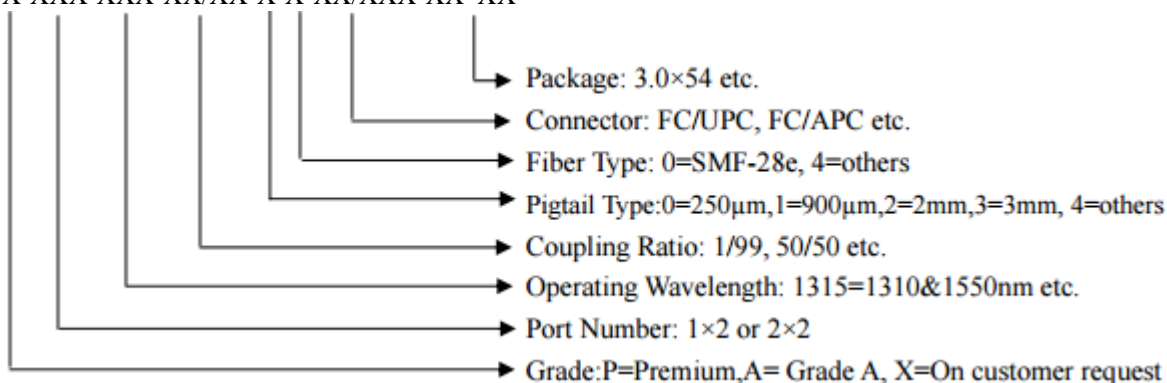 X-XXX-XXX-XX/XX-X-X-XX/XXX-XX×XX
Package: 3.0×54 etc.
Connector: FC/UPC, FC/APC etc.
Fiber Type: 0=SMF-28e, 4=others
Pigtail Type:0=250μm,1=900μm,2=2mm,3=3mm, 4=others
Coupling Ratio: 1/99, 50/50 etc.
Operating Wavelength: 1315=1310&1550nm etc.
Port Number: 1×2 or 2×2
Grade:P=Premium,A= Grade A, X=On customer request